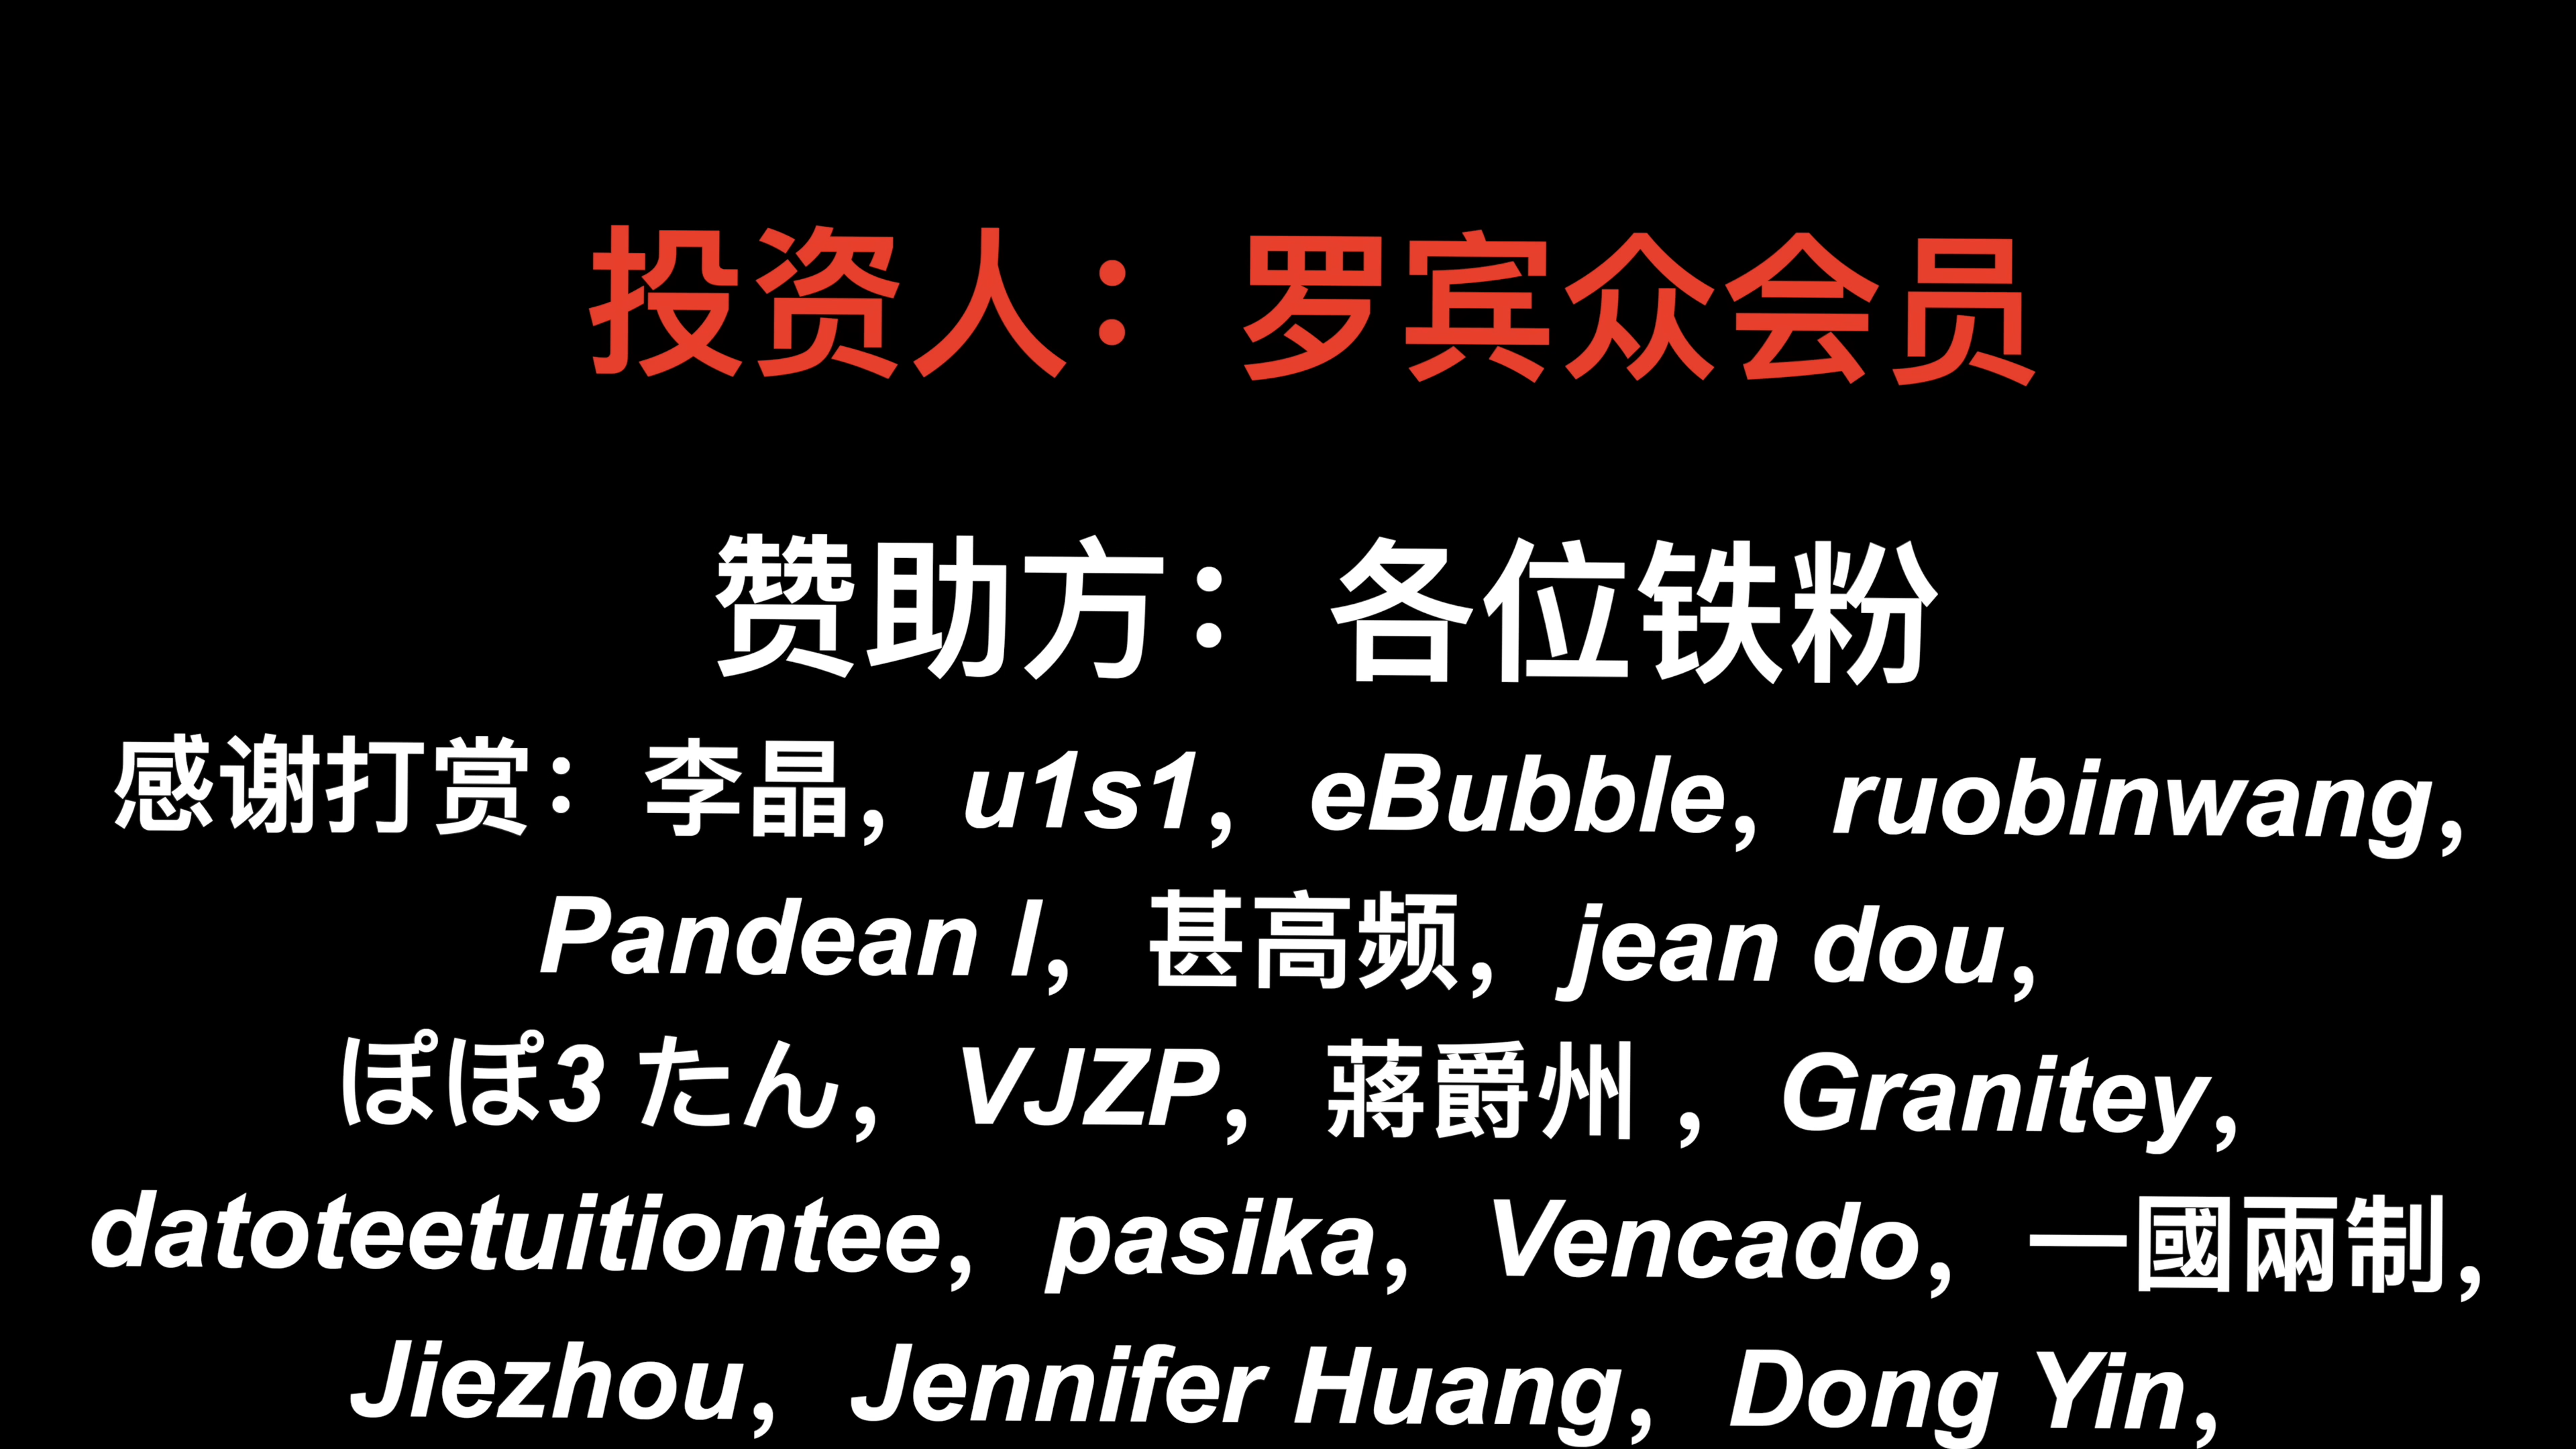 投资人：罗宾众会员
赞助方： 各位铁粉
感谢打赏： 李晶， u1s1， eBubble， ruobinwang，
Pandean I， 甚高频， jean dou，
ぽぽ3 たん， VJZP， 蔣爵州 ， Granitey，
datoteetuitiontee， pasika， Vencado， 一國兩制，
Jiezhou， Jennifer Huang， Dong Yin，